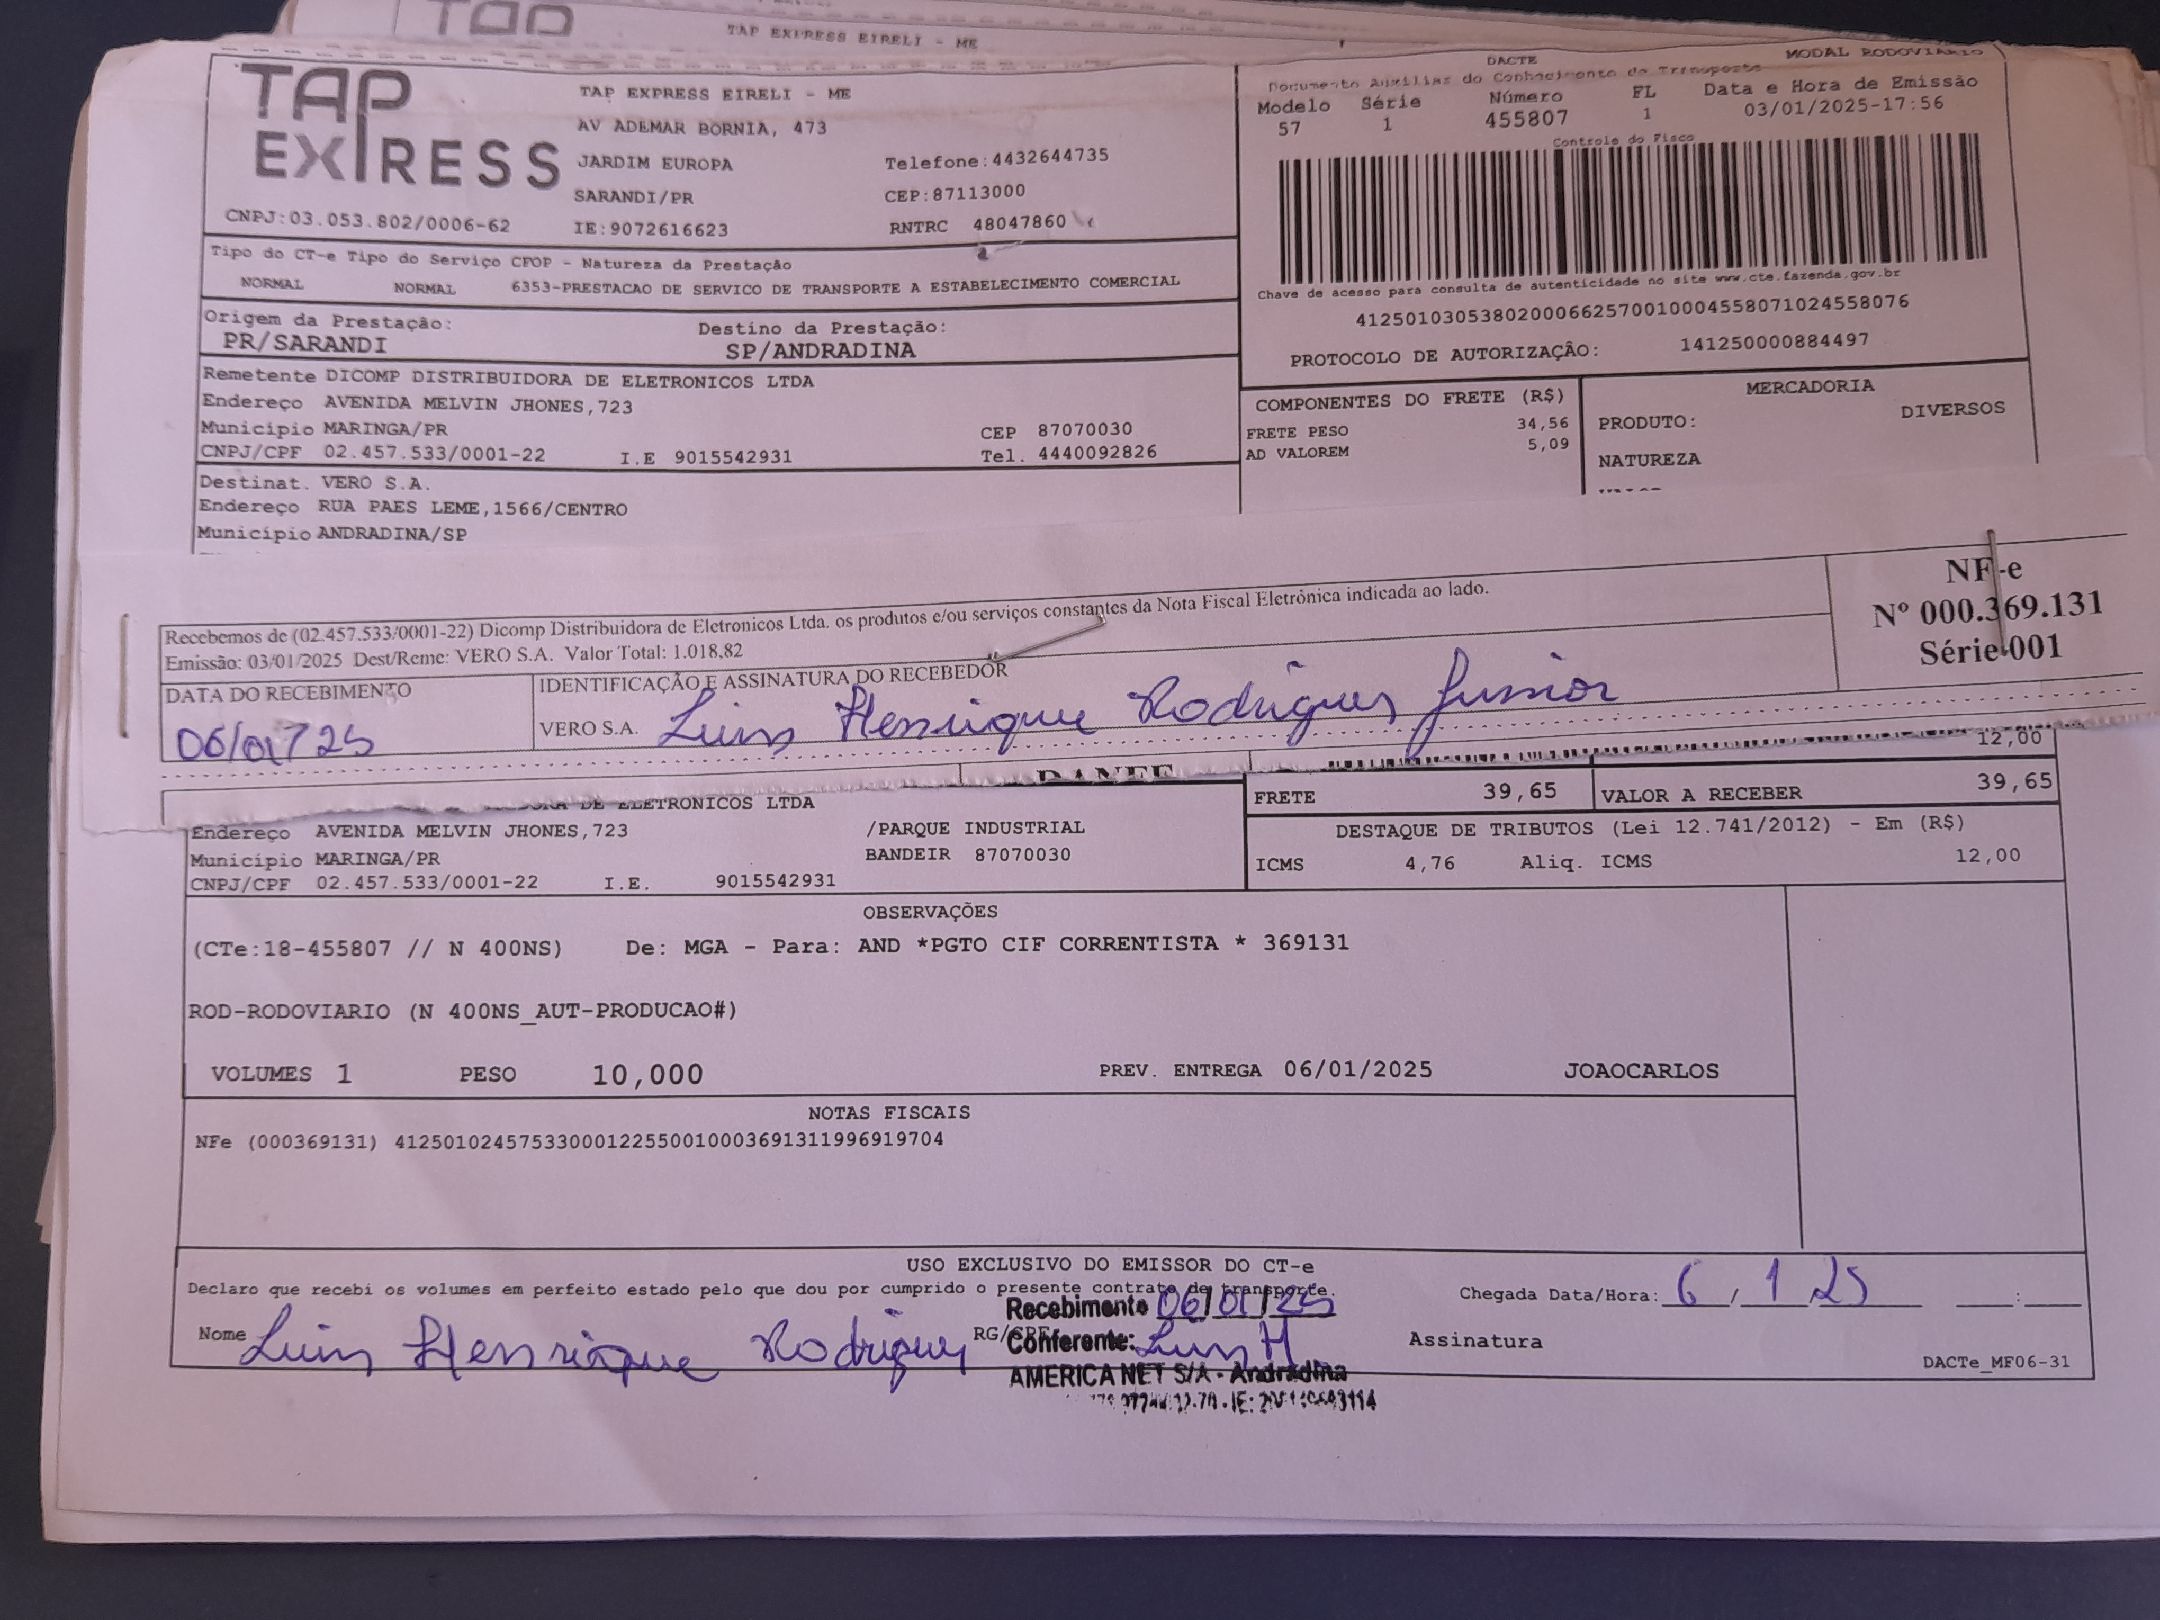 TAP EXPRESS EIRELI - ME
TAP EXPRESS
TAP EXPRESS EIRELI - ME
AV ADEMAR BORNIA, 473
JARDIM EUROPA Telefone:4432644735
SARANDI/PR CEP:87113000
CNPJ:03.053.802/0006-62 IE:9072616623 RNTRC 48047860
DACTE MODAL RODOVIARIO
Documento Auxilias do Conhecimento de Transporte
Modelo Série Número FL Data e Hora de Emissão
57 1 455807 1 03/01/2025-17:56
Controle do Fisco
Chave de acesso para consulta de autenticidade no site www.cte.fazenda.gov.br
41250103053802000662570010004558071024558076
PROTOCOLO DE AUTORIZAÇÂO: 141250000884497
Tipo do CT-e Tipo do Serviço CFOP - Natureza da Prestação
NORMAL NORMAL 6353-PRESTACAO DE SERVICO DE TRANSPORTE A ESTABELECIMENTO COMERCIAL
Origem da Prestação: Destino da Prestação:
PR/SARANDI SP/ANDRADINA
Remetente DICOMP DISTRIBUIDORA DE ELETRONICOS LTDA
Endereço AVENIDA MELVIN JHONES,723
Município MARINGA/PR CEP 87070030
CNPJ/CPF 02.457.533/0001-22 I.E 9015542931 Tel. 4440092826
COMPONENTES DO FRETE (R$)
FRETE PESO 34,56
AD VALOREM 5,09
MERCADORIA
PRODUTO: DIVERSOS
NATUREZA
Destinat. VERO S.A.
Endereço RUA PAES LEME,1566/CENTRO
Município ANDRADINA/SP
Recebemos de (02.457.533/0001-22) Dicomp Distribuidora de Eletronicos Ltda. os produtos e/ou serviços constantes da Nota Fiscal Eletrônica indicada ao lado.
Emissão: 03/01/2025 Dest/Reme: VERO S.A. Valor Total: 1.018,82
NF-e
Nº 000.369.131
Série 001
DATA DO RECEBIMENTO IDENTIFICAÇÃO E ASSINATURA DO RECEBEDOR
06/01/25 VERO S.A. Luis Henrique Rodrigues Junior
DANFE
12,00
FRETE 39,65 VALOR A RECEBER 39,65
DE ELETRONICOS LTDA
Endereço AVENIDA MELVIN JHONES,723 /PARQUE INDUSTRIAL
Município MARINGA/PR BANDEIR 87070030
CNPJ/CPF 02.457.533/0001-22 I.E. 9015542931
DESTAQUE DE TRIBUTOS (Lei 12.741/2012) - Em (R$)
ICMS 4,76 Aliq. ICMS 12,00
OBSERVAÇÕES
(CTe:18-455807 // N 400NS) De: MGA - Para: AND *PGTO CIF CORRENTISTA * 369131
ROD-RODOVIARIO (N 400NS_AUT-PRODUCAO#)
VOLUMES 1 PESO 10,000 PREV. ENTREGA 06/01/2025 JOAOCARLOS
NOTAS FISCAIS
NFe (000369131) 41250102457533000122550010003691311996919704
USO EXCLUSIVO DO EMISSOR DO CT-e
Declaro que recebi os volumes em perfeito estado pelo que dou por cumprido o presente contrato de transporte.
Chegada Data/Hora: 6/1 25 :
Recebimento 06/01/25
Nome Luis Henrique Rodrigues RG/CPF
Conferente: Luis H
Assinatura
AMERICA NET S/A - Andradina
DACTe_MF06-31